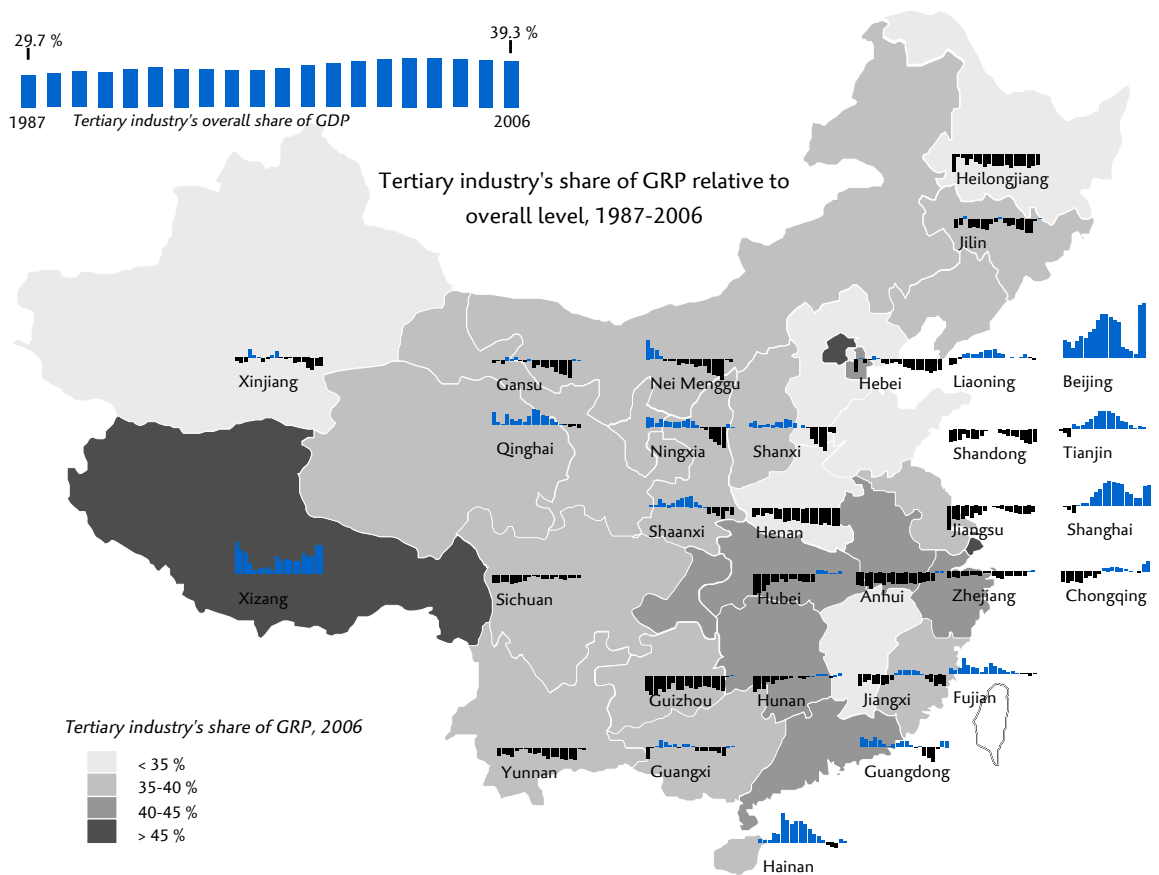 29.7 %
39.3 %
1987
Tertiary industry's overall share of GDP
2006
Tertiary industry's share of GRP relative to
overall level, 1987-2006
Heilongjiang
Jilin
Xinjiang
Gansu
Nei Menggu
Hebei
Liaoning
Beijing
Qinghai
Ningxia
Shanxi
Shandong
Tianjin
Shaanxi
Henan
Jiangsu
Shanghai
Xizang
Sichuan
Hubei
Anhui
Zhejiang
Chongqing
Guizhou
Hunan
Jiangxi
Fujian
Yunnan
Guangxi
Guangdong
Hainan
Tertiary industry's share of GRP, 2006
< 35 %
35-40 %
40-45 %
> 45 %